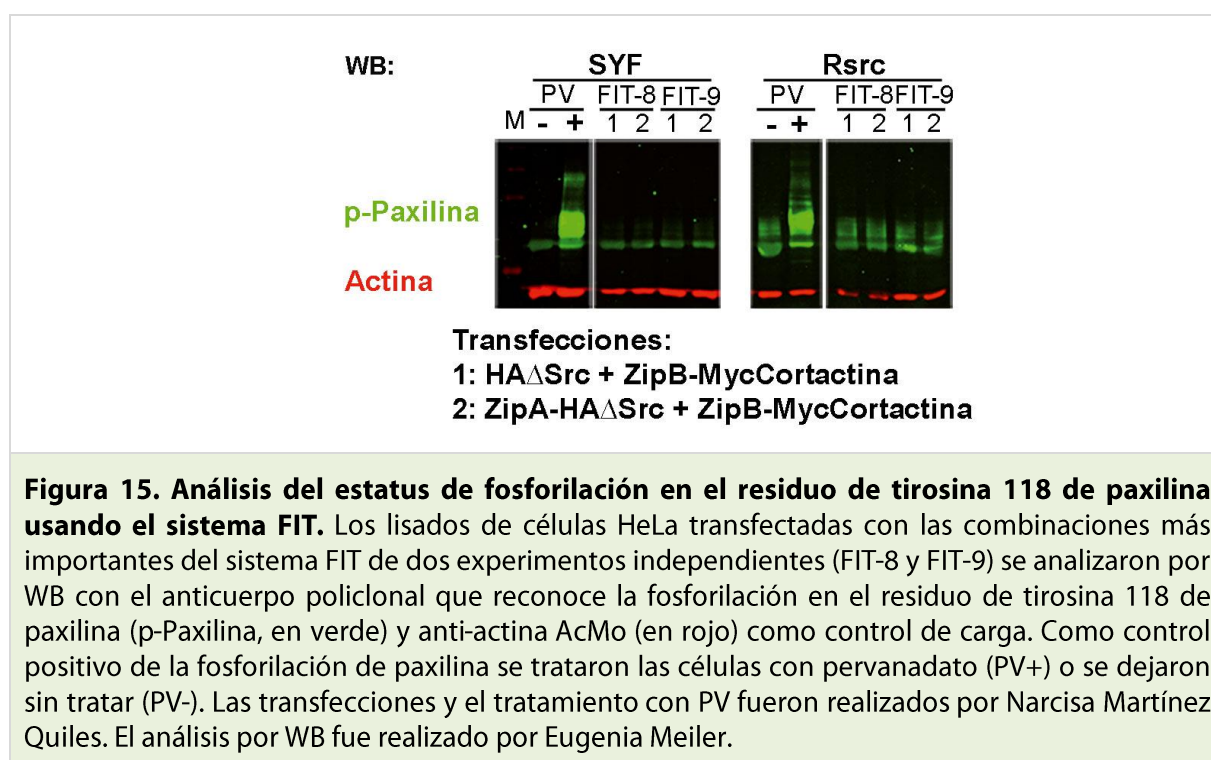 WB: SYF Rsrc
PV FIT-8 FIT-9 PV FIT-8 FIT-9
M - + 1 2 1 2 - + 1 2 1 2
p-Paxilina
Actina
Transfecciones:
1: HAΔSrc + ZipB-MycCortactina
2: ZipA-HAΔSrc + ZipB-MycCortactina
Figura 15. Análisis del estatus de fosforilación en el residuo de tirosina 118 de paxilina
usando el sistema FIT. Los lisados de células HeLa transfectadas con las combinaciones más
importantes del sistema FIT de dos experimentos independientes (FIT-8 y FIT-9) se analizaron por
WB con el anticuerpo policlonal que reconoce la fosforilación en el residuo de tirosina 118 de
paxilina (p-Paxilina, en verde) y anti-actina AcMo (en rojo) como control de carga. Como control
positivo de la fosforilación de paxilina se trataron las células con pervanadato (PV+) o se dejaron
sin tratar (PV-). Las transfecciones y el tratamiento con PV fueron realizados por Narcisa Martínez
Quiles. El análisis por WB fue realizado por Eugenia Meiler.